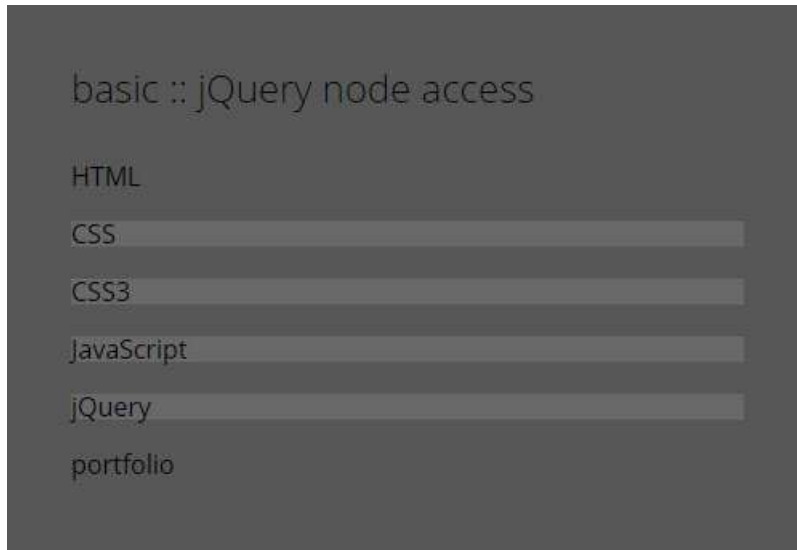 basic :: jQuery node access
HTML
CSS
CSS3
JavaScript
jQuery
portfolio